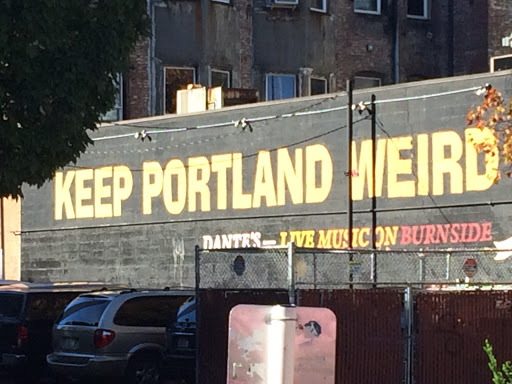 KEEP PORTLAND WEIRD
DANTE'S — LIVE MUSIC ON BURNSIDE